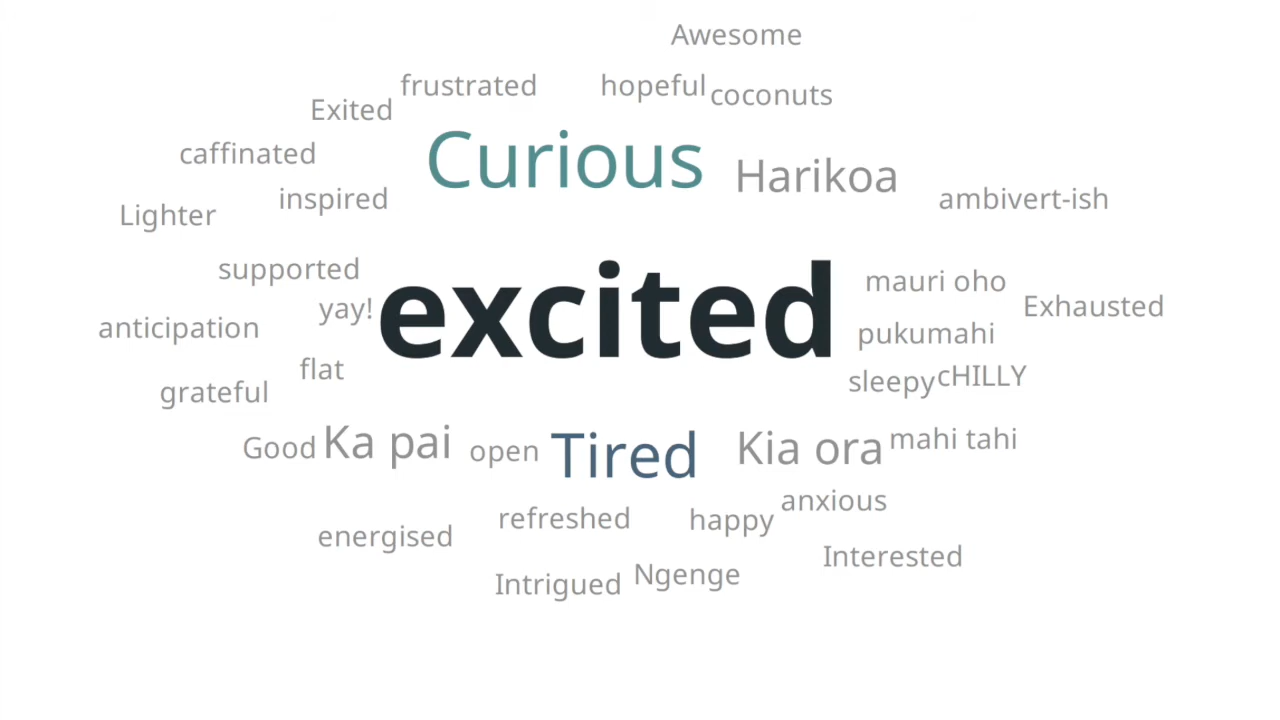 Awesome
frustrated
hopeful
coconuts
Exited
caffinated
Curious
Harikoa
inspired
ambivert-ish
Lighter
supported
mauri oho
yay!
excited
Exhausted
anticipation
pukumahi
flat
sleepy
cHILLY
grateful
Good
Ka pai
open
Tired
Kia ora
mahi tahi
anxious
refreshed
happy
energised
Interested
Intrigued
Ngenge